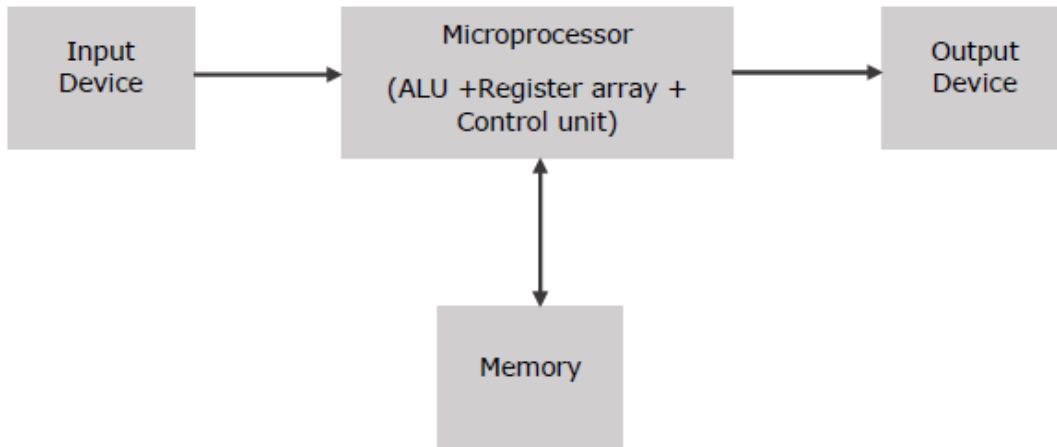 Input
Device
Microprocessor
(ALU +Register array +
Control unit)
Output
Device
Memory